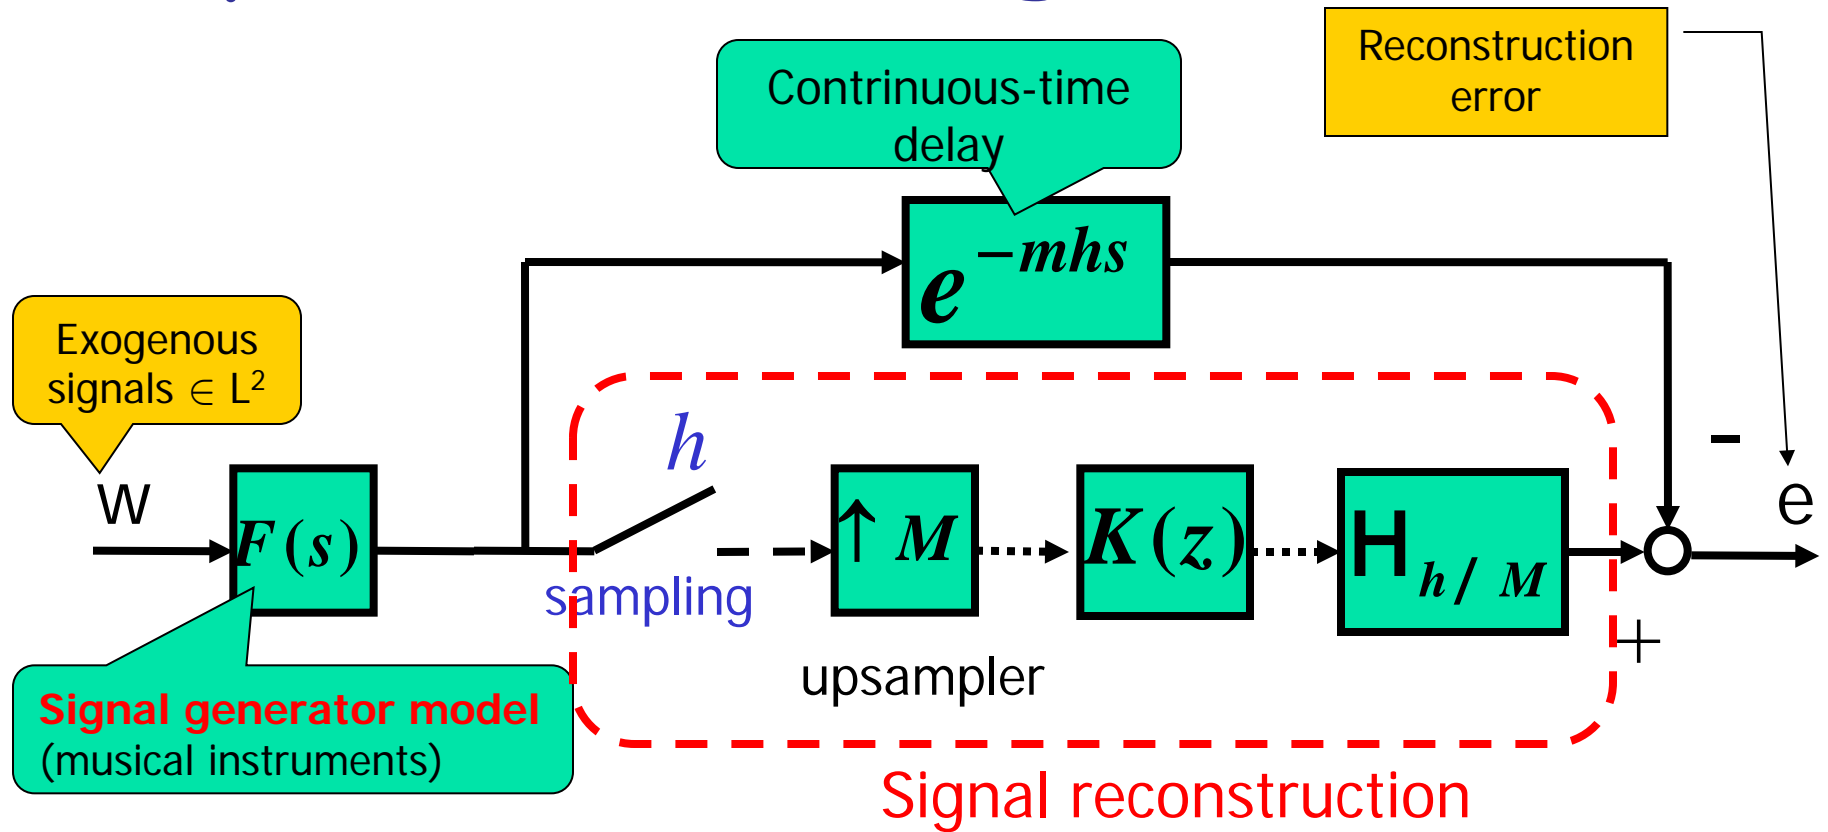 Reconstruction
error
Contrinuous-time
delay
e^{-mhs}
Exogenous
signals ∈ L²
h
w
F(s)
↑ M
K(z)
H_{h/ M}
-
e
sampling
+
upsampler
Signal generator model
(musical instruments)
Signal reconstruction